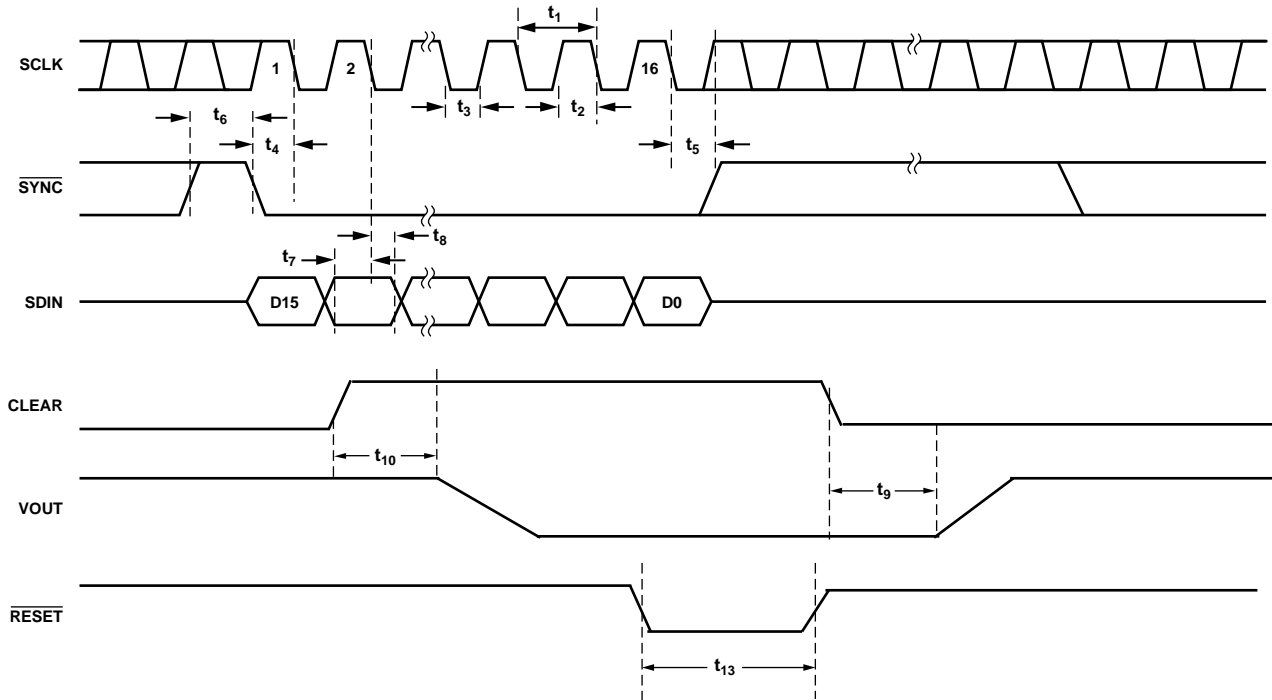 t1
SCLK
1
2
16
t3
t2
t6
t4
t5
SYNC
t8
t7
SDIN
D15
D0
CLEAR
t10
t9
VOUT
RESET
t13